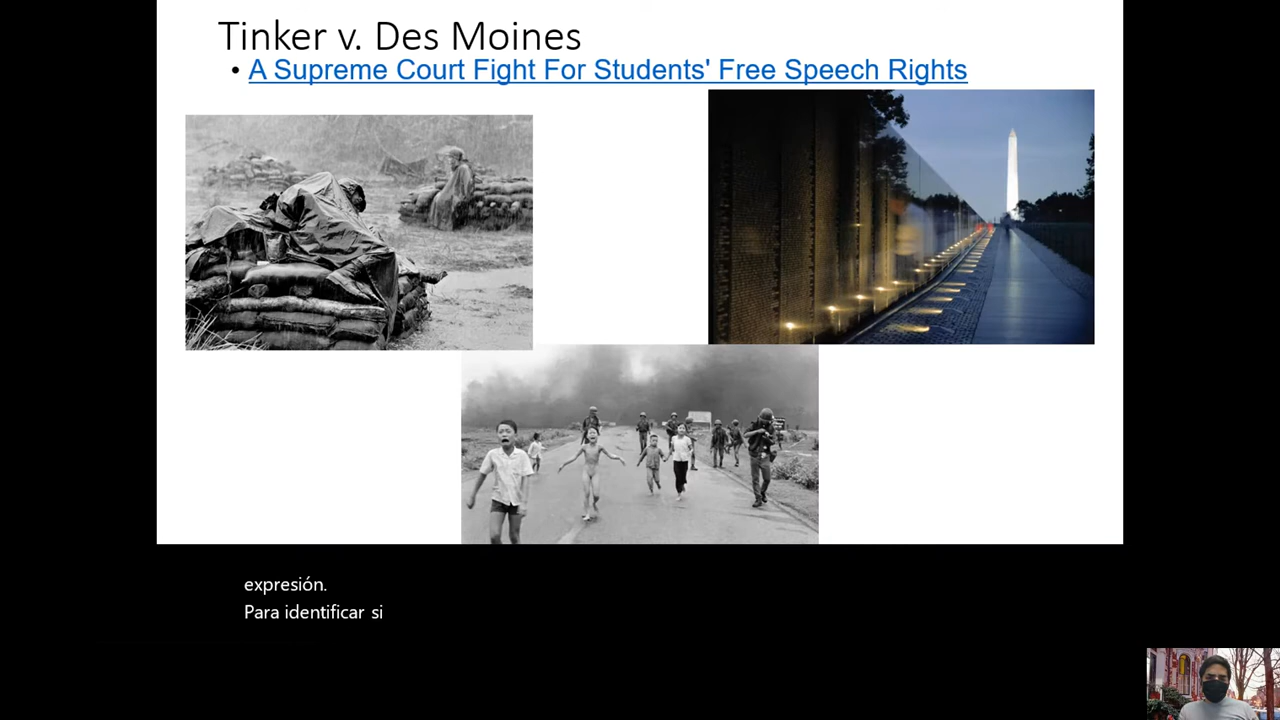 Tinker v. Des Moines
• A Supreme Court Fight For Students' Free Speech Rights
expresión.
Para identificar si